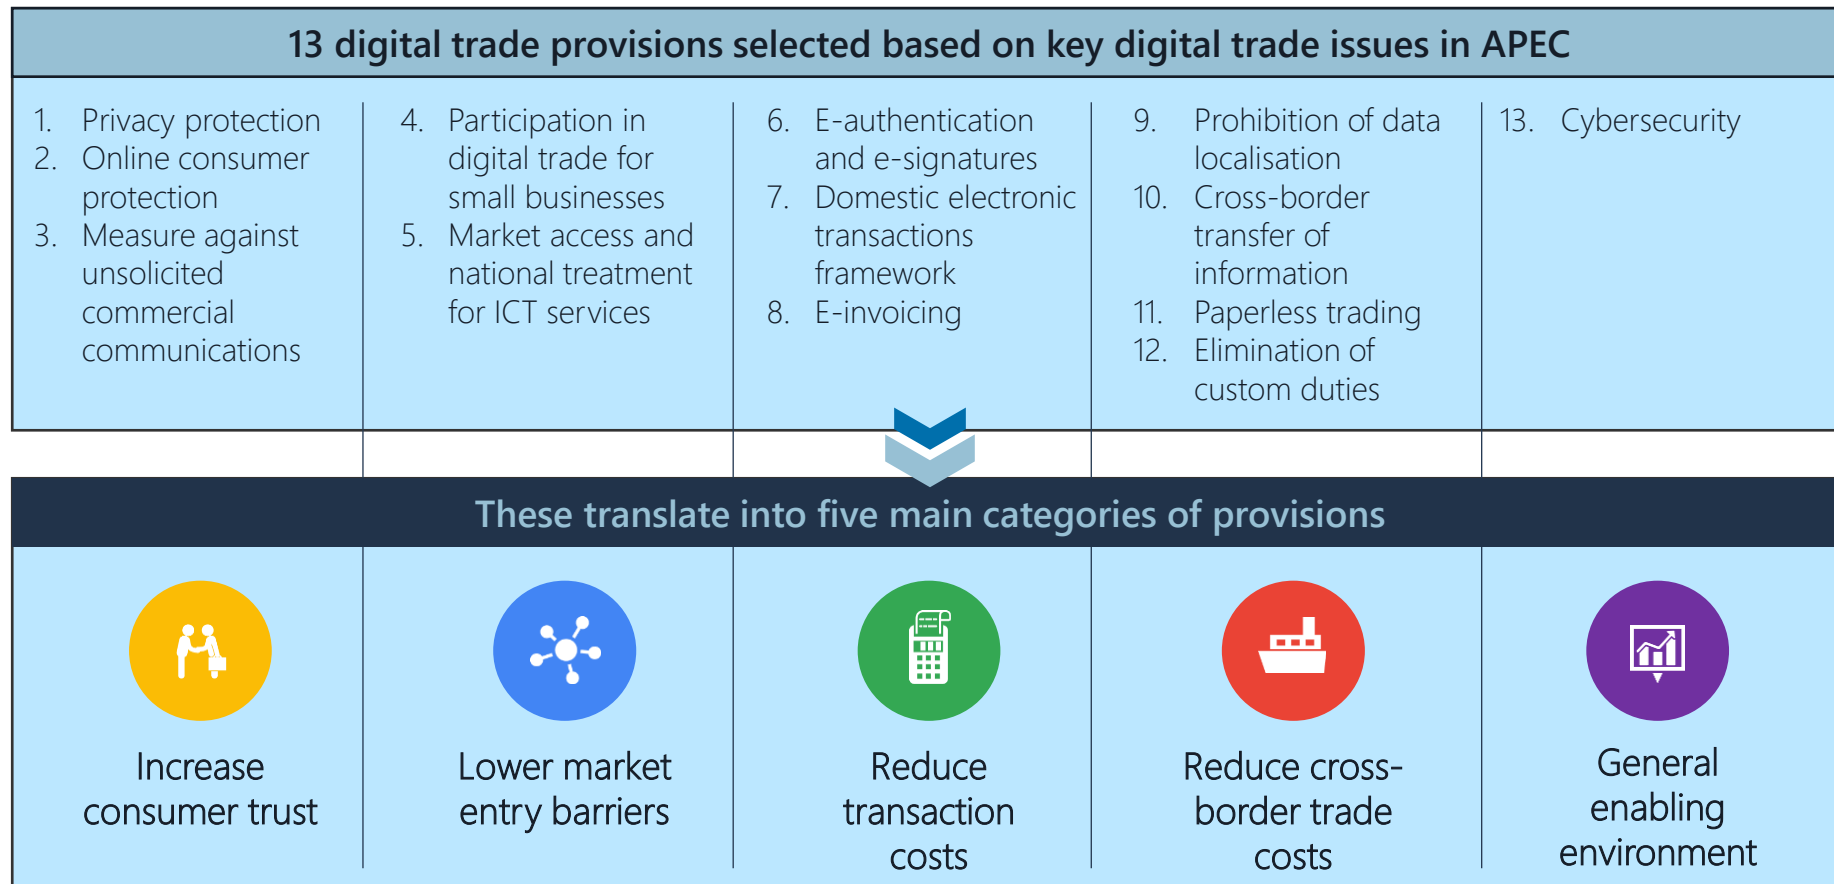 13 digital trade provisions selected based on key digital trade issues in APEC
1. Privacy protection
2. Online consumer
protection
3. Measure against
unsolicited
commercial
communications
4. Participation in
digital trade for
small businesses
5. Market access and
national treatment
for ICT services
6. E-authentication
and e-signatures
7. Domestic electronic
transactions
framework
8. E-invoicing
9. Prohibition of data
localisation
10. Cross-border
transfer of
information
11. Paperless trading
12. Elimination of
custom duties
13. Cybersecurity
These translate into five main categories of provisions
Increase
consumer trust
Lower market
entry barriers
Reduce
transaction
costs
Reduce cross-
border trade
costs
General
enabling
environment